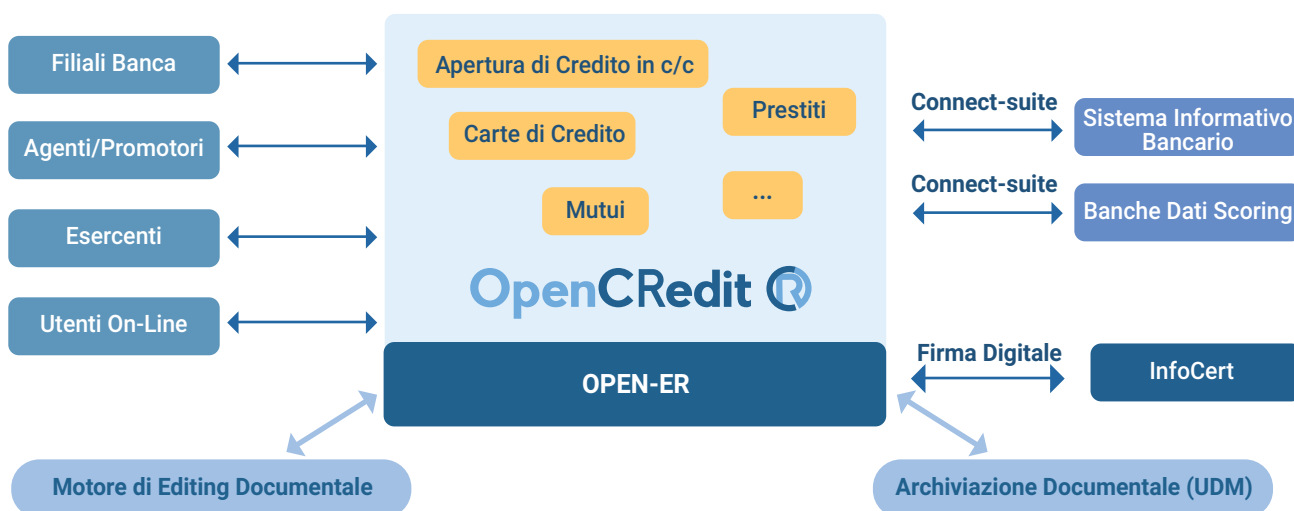 Filiali Banca
Agenti/Promotori
Esercenti
Utenti On-Line
Apertura di Credito in c/c
Prestiti
Carte di Credito
...
Mutui
OpenCRedit R
OPEN-ER
Connect-suite
Sistema Informativo
Bancario
Connect-suite
Banche Dati Scoring
Firma Digitale
InfoCert
Motore di Editing Documentale
Archiviazione Documentale (UDM)